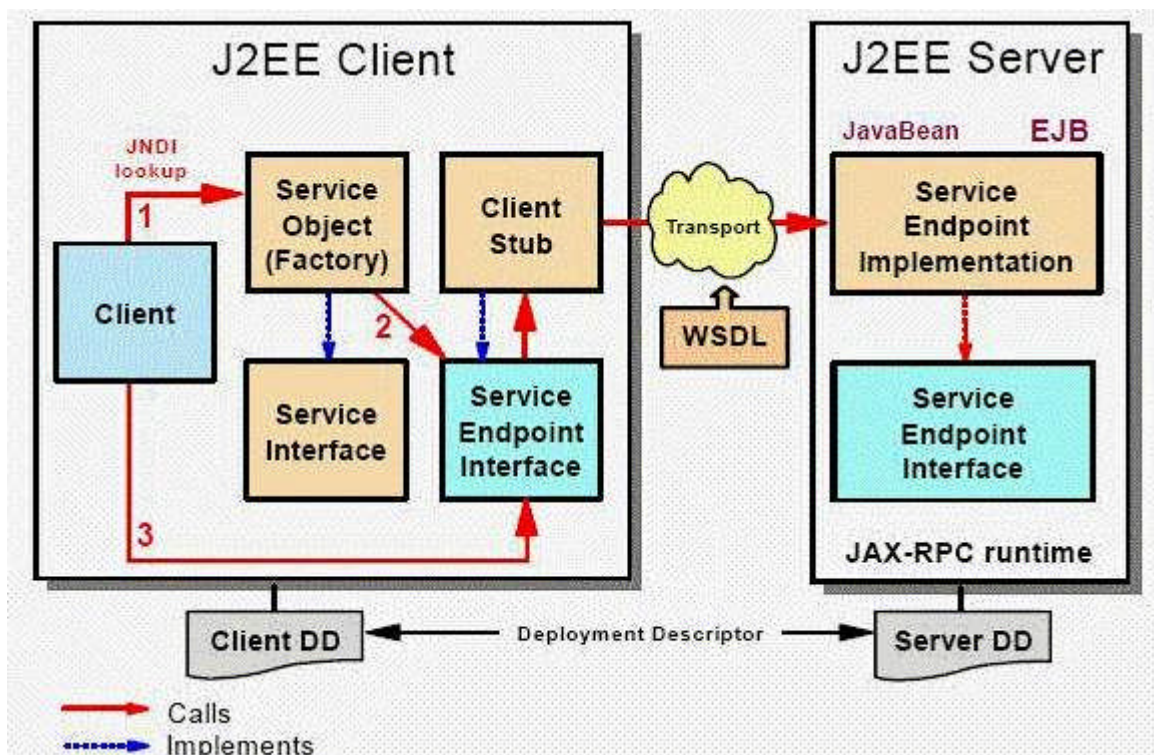 J2EE Client
J2EE Server
JavaBean
EJB
JNDI
lookup
1
Service
Object
(Factory)
Client
Stub
Transport
Service
Endpoint
Implementation
Client
2
WSDL
Service
Interface
Service
Endpoint
Interface
Service
Endpoint
Interface
3
JAX-RPC runtime
Client DD
Deployment Descriptor
Server DD
Calls
Implements